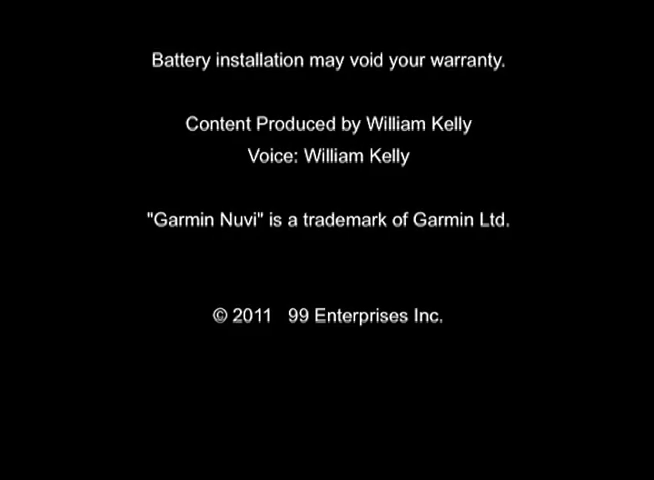 Battery installation may void your warranty.
Content Produced by William Kelly
Voice: William Kelly
"Garmin Nuvi" is a trademark of Garmin Ltd.
© 2011 99 Enterprises Inc.